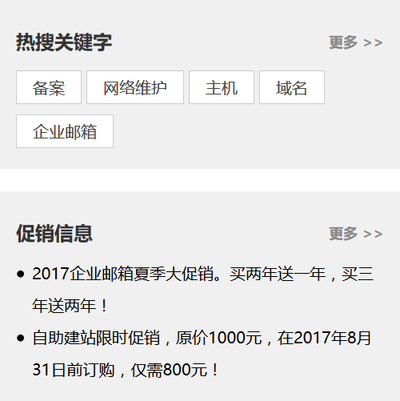 热搜关键字 更多 >>
备案 网络维护 主机 域名
企业邮箱
促销信息 更多 >>
2017企业邮箱夏季大促销。买两年送一年，买三
年送两年！
自助建站限时促销，原价1000元，在2017年8月
31日前订购，仅需800元！